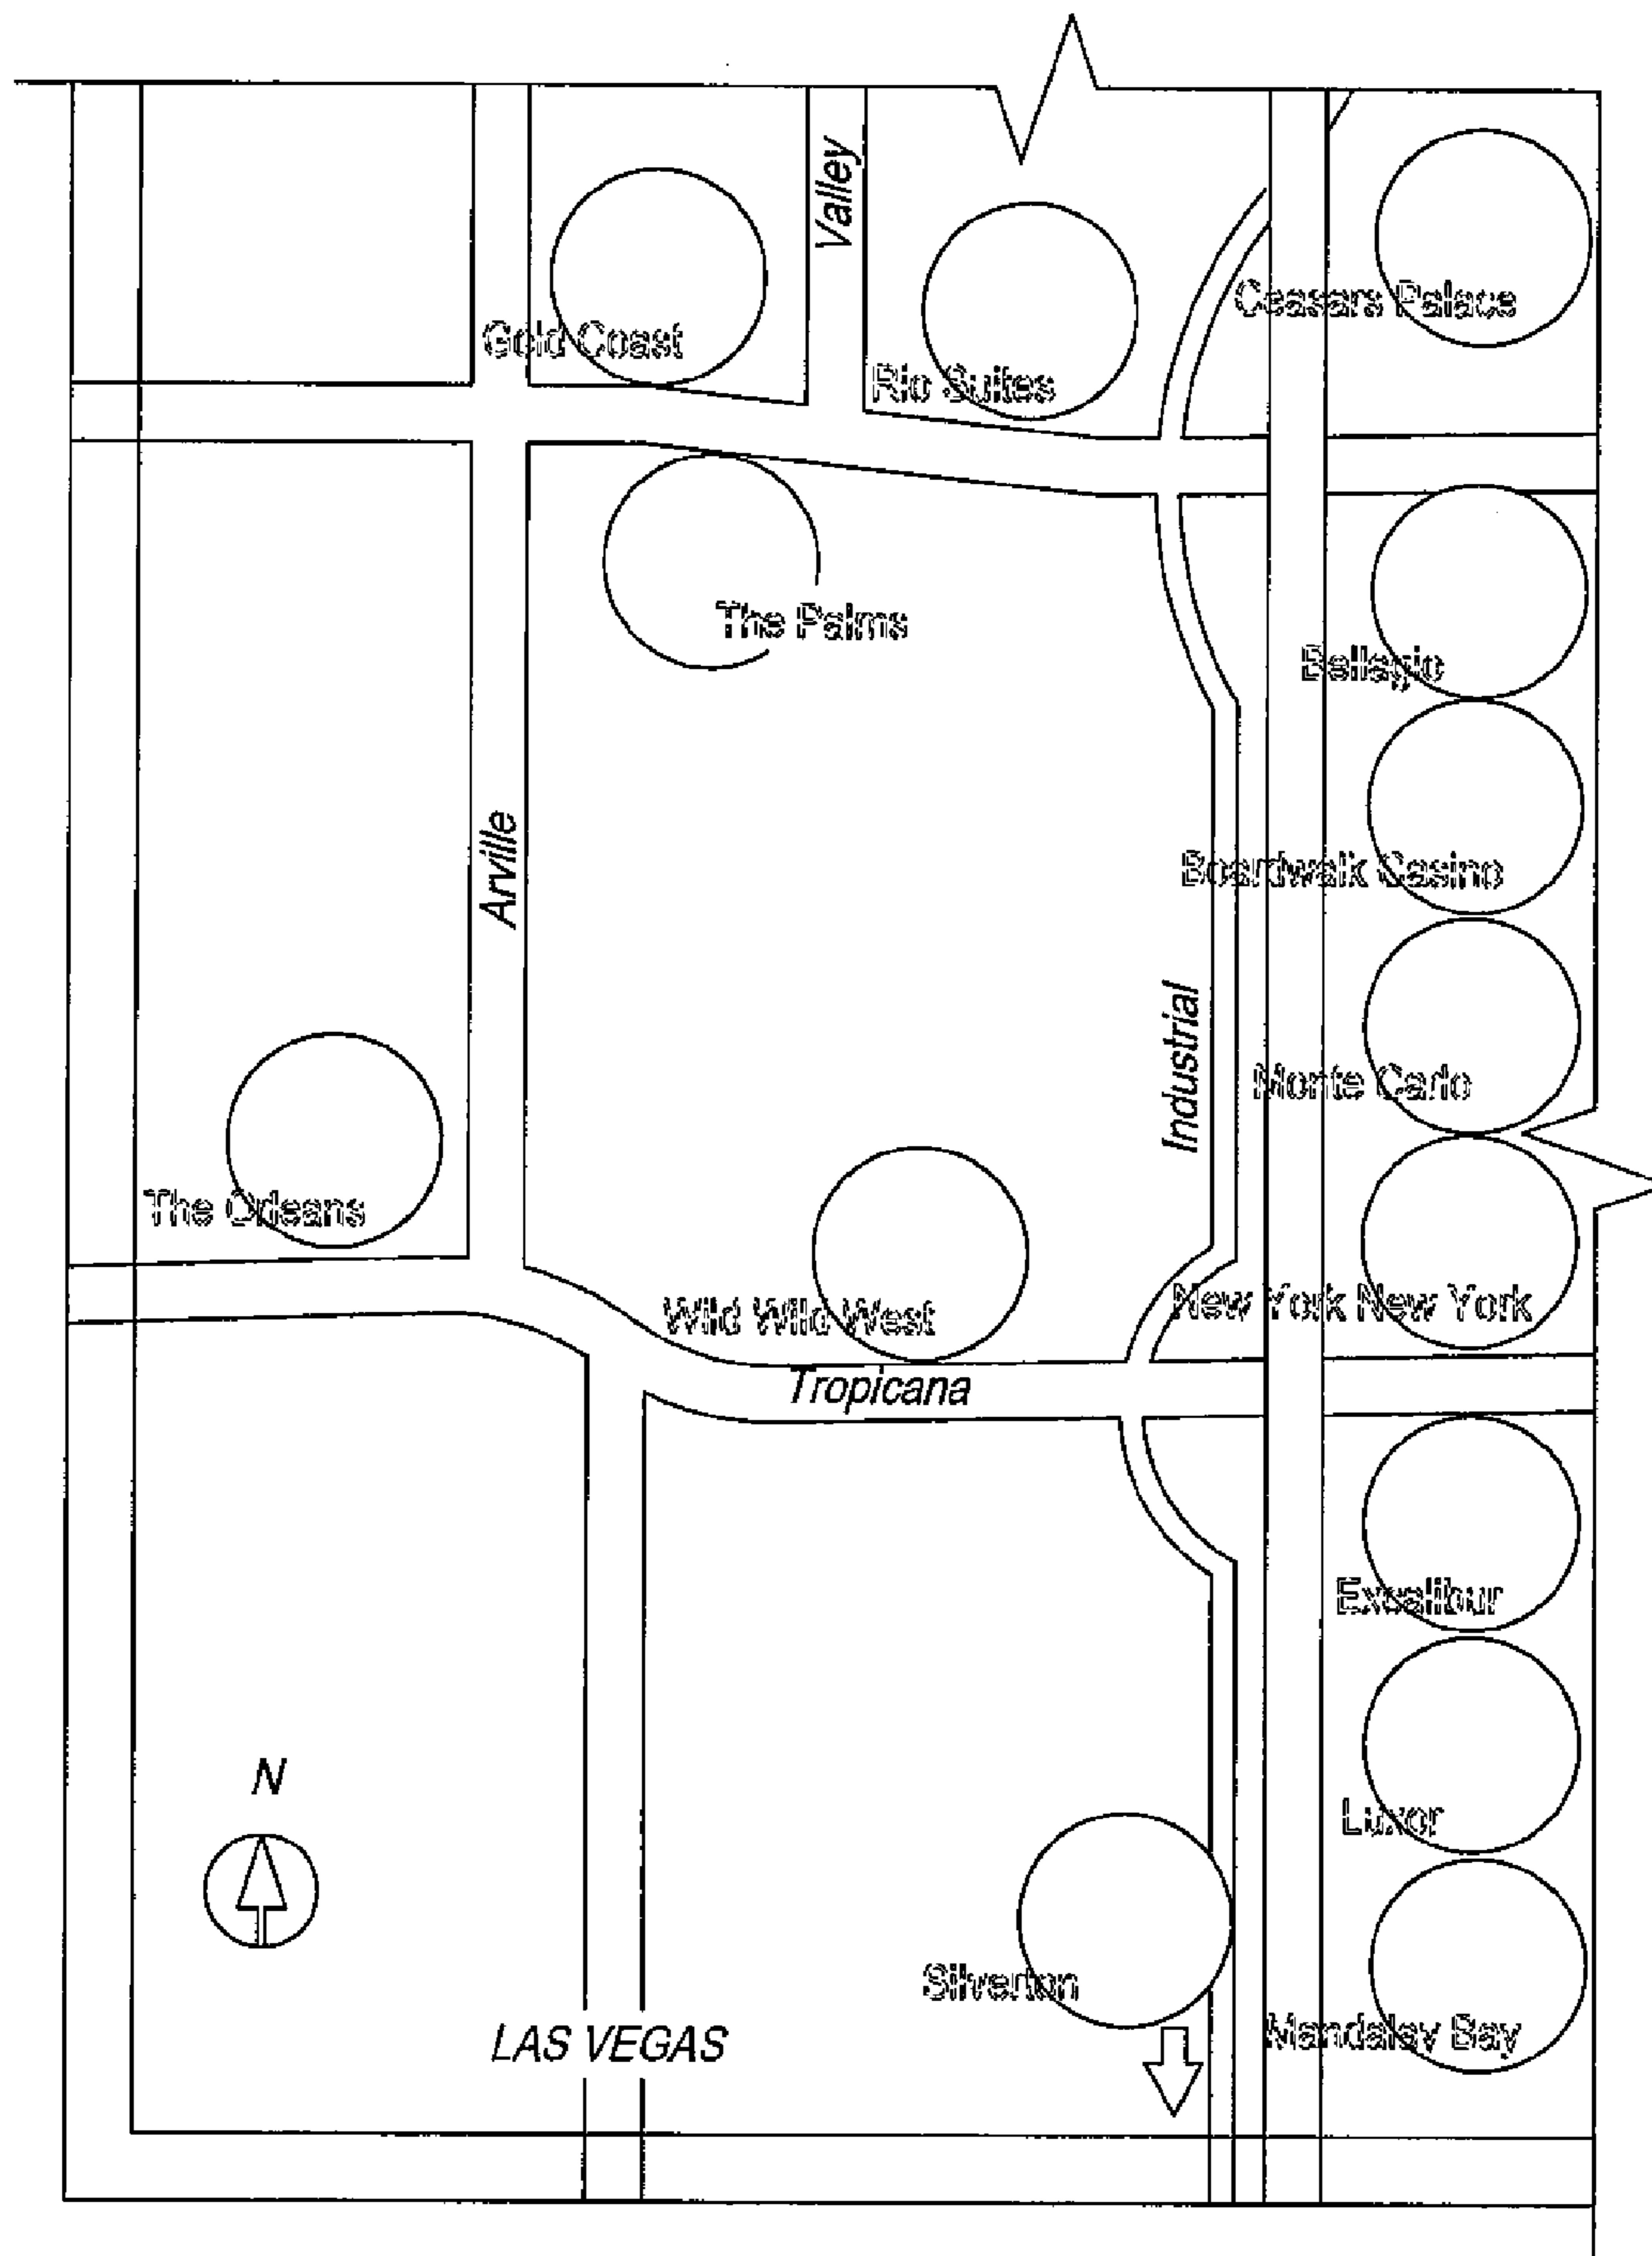 Valley
Ceasars Palace
Gold Coast
Rio Suites
The Palms
Bellagio
Arville
Boardwalk Casino
Industrial
Monte Carlo
The Orleans
New York New York
Wild Wild West
Tropicana
Excalibur
N
Luxor
Silverton
Mandalay Bay
LAS VEGAS